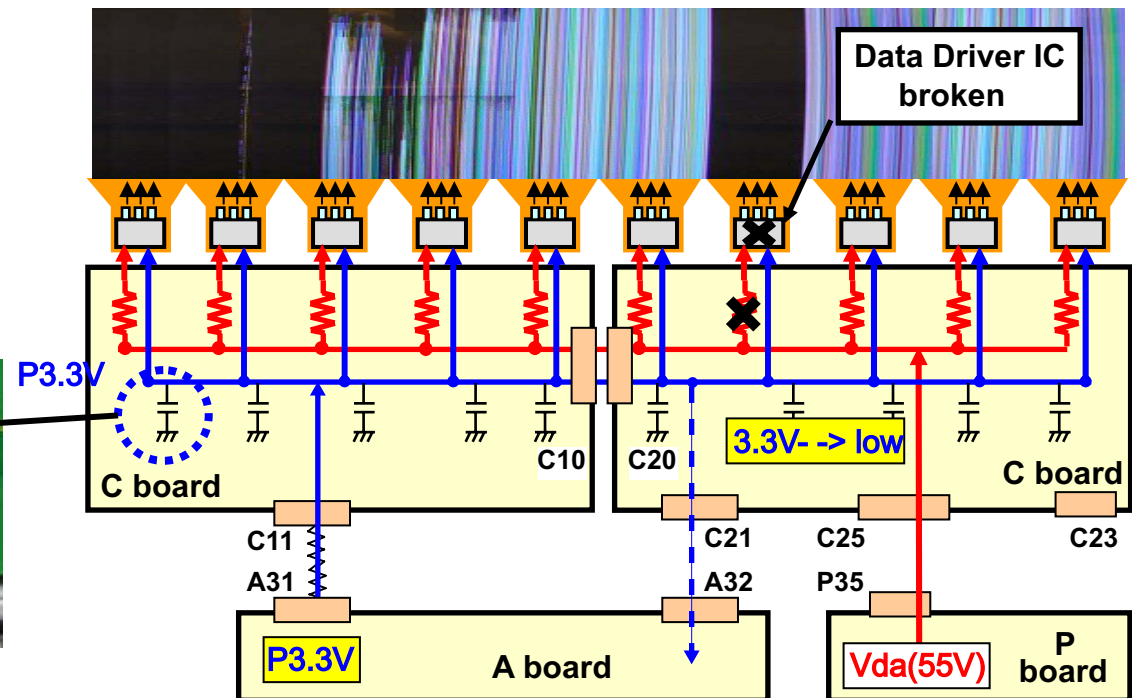 Data Driver IC
broken
P3.3V
3.3V- -> low
C10
C20
C board
C board
C11
C21
C25
C23
A31
A32
P35
P3.3V
A board
Vda(55V)
P
board